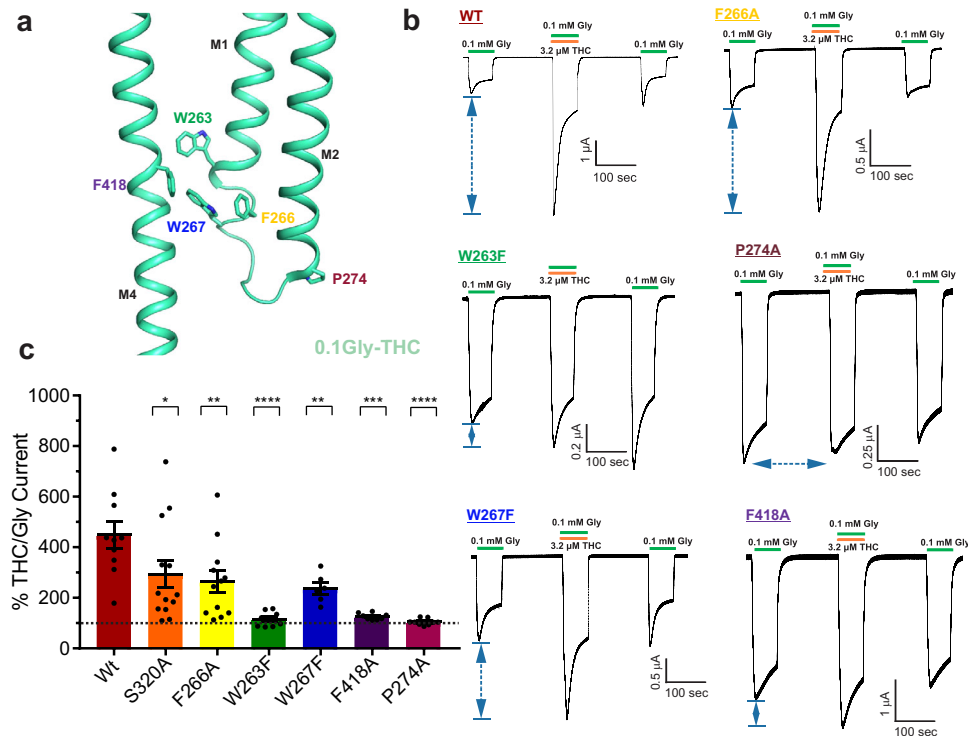 a
M1
W263
M2
F418
W267
F266
P274
M4
0.1Gly-THC
b
WT
0.1 mM Gly
0.1 mM Gly
3.2 µM THC
0.1 mM Gly
1 µA
100 sec
F266A
0.1 mM Gly
0.1 mM Gly
3.2 µM THC
0.1 mM Gly
0.5 µA
100 sec
W263F
0.1 mM Gly
0.1 mM Gly
3.2 µM THC
0.1 mM Gly
0.2 µA
100 sec
P274A
0.1 mM Gly
0.1 mM Gly
3.2 µM THC
0.1 mM Gly
0.25 µA
100 sec
W267F
0.1 mM Gly
0.1 mM Gly
3.2 µM THC
0.1 mM Gly
0.5 µA
100 sec
F418A
0.1 mM Gly
0.1 mM Gly
3.2 µM THC
0.1 mM Gly
1 µA
100 sec
c
% THC/Gly Current
1000
800
600
400
200
0
* ** **** ** *** ****
Wt S320A F266A W263F W267F F418A P274A